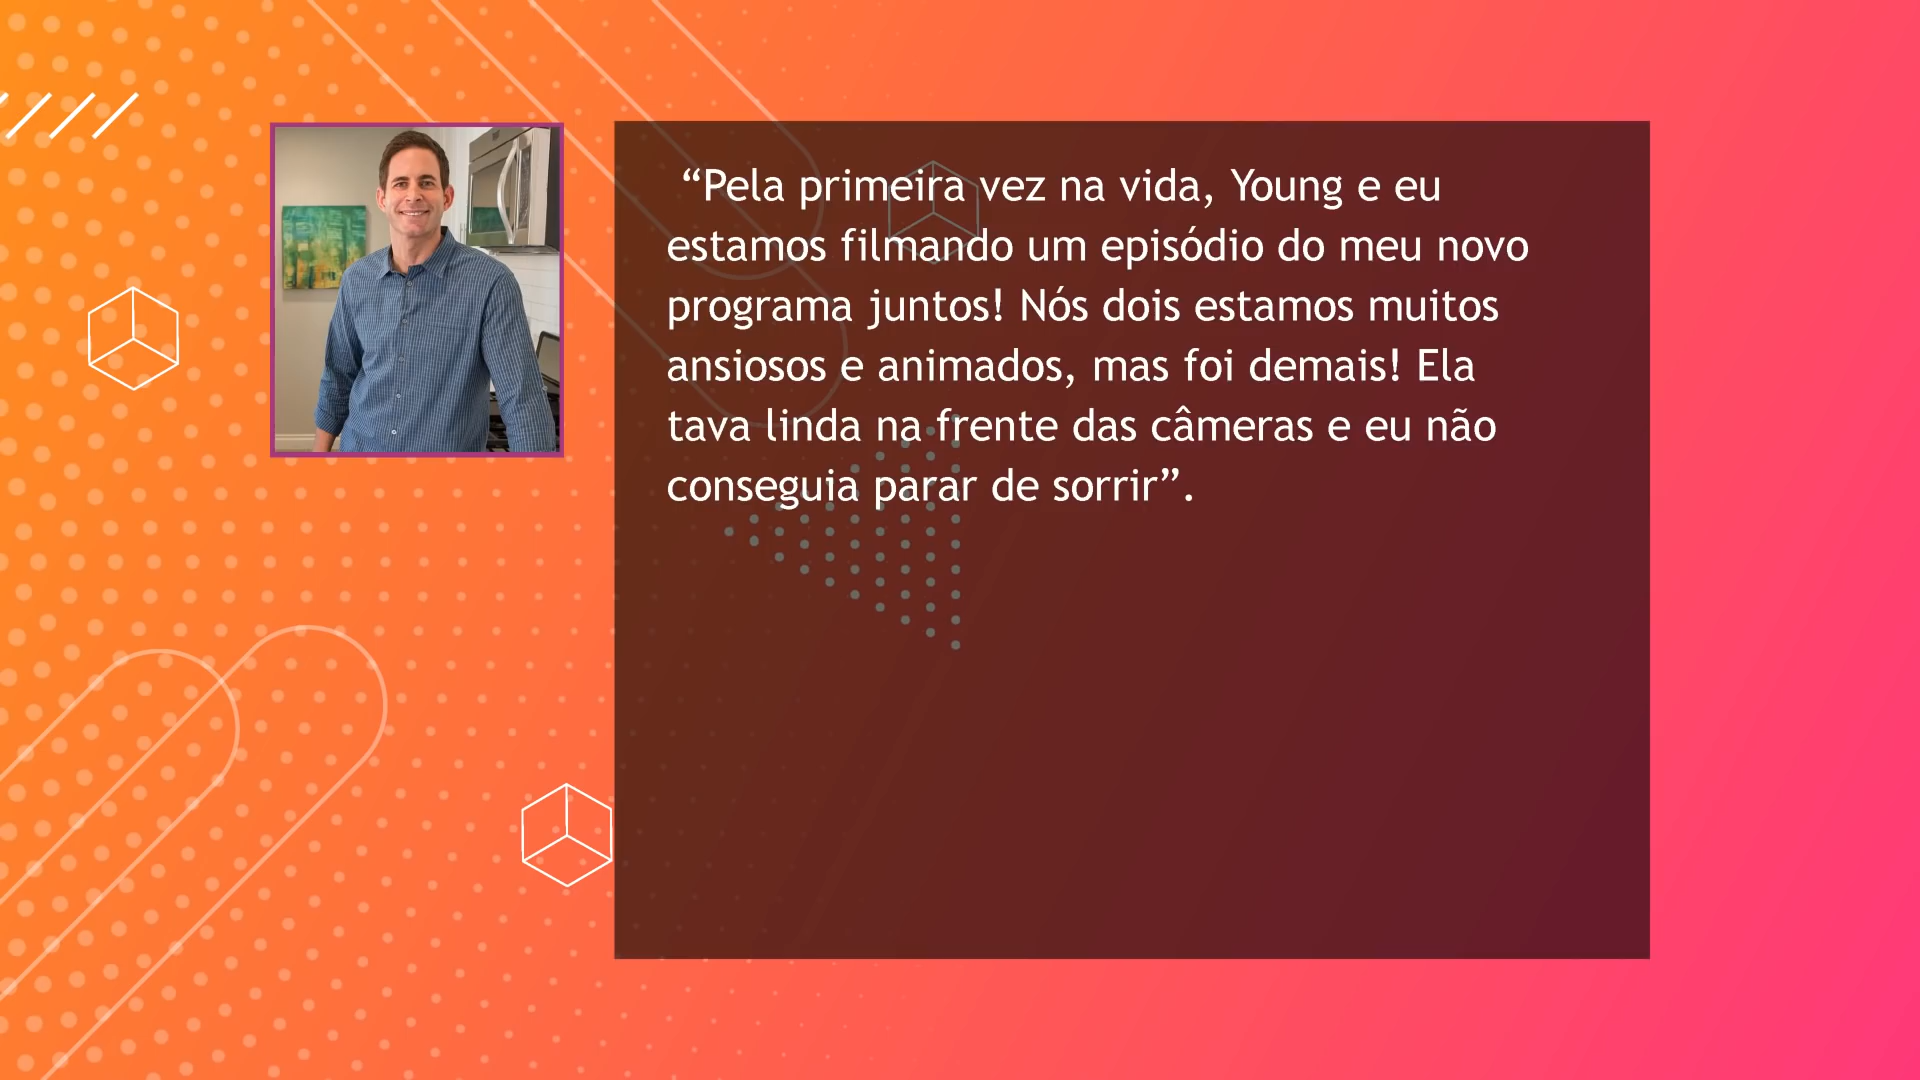 “Pela primeira vez na vida, Young e eu
estamos filmando um episódio do meu novo
programa juntos! Nós dois estamos muitos
ansiosos e animados, mas foi demais! Ela
tava linda na frente das câmeras e eu não
conseguia parar de sorrir”.